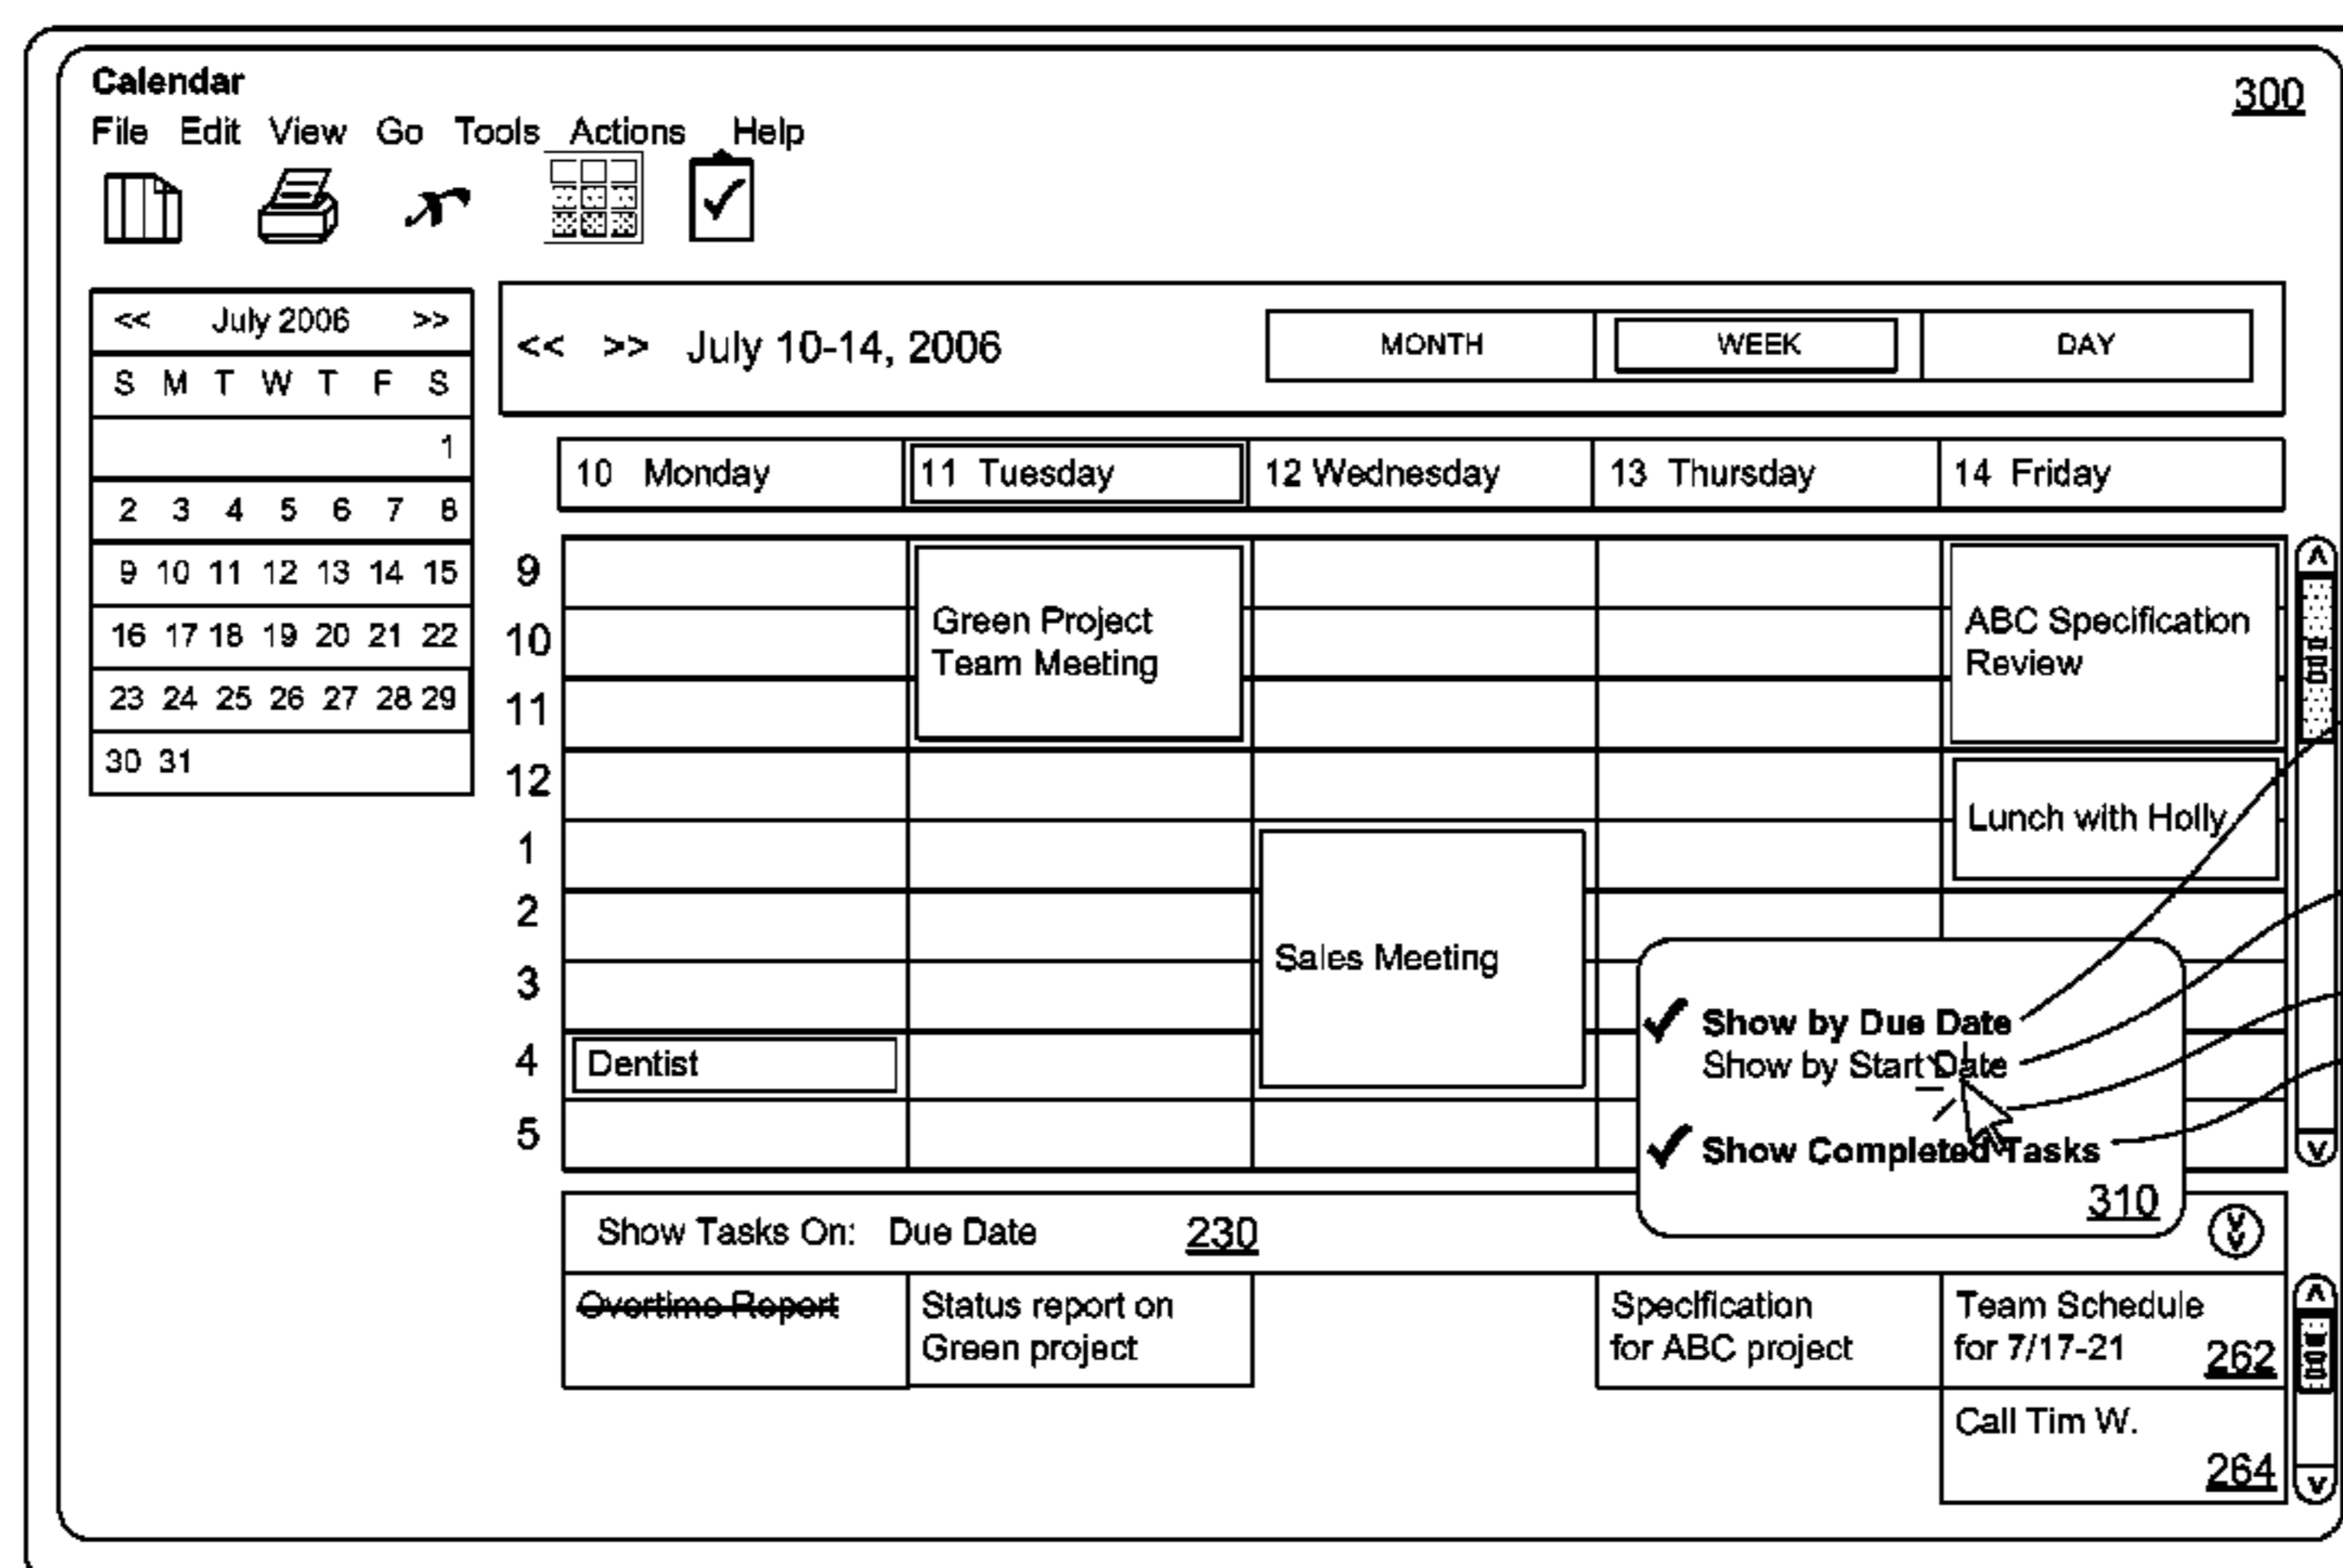 Calendar
300
File Edit View Go Tools Actions Help
<< July 2006 >>
S M T W T F S
1
2 3 4 5 6 7 8
9 10 11 12 13 14 15
16 17 18 19 20 21 22
23 24 25 26 27 28 29
30 31
<< >> July 10-14, 2006
MONTH WEEK DAY
10 Monday 11 Tuesday 12 Wednesday 13 Thursday 14 Friday
9
10
11
12
1
2
3
4
5
Green Project
Team Meeting
ABC Specification
Review
Lunch with Holly
Sales Meeting
Dentist
Show by Due Date
Show by Start Date
Show Completed Tasks
310
Show Tasks On: Due Date 230
Overtime Report
Status report on
Green project
Specification
for ABC project
Team Schedule
for 7/17-21 262
Call Tim W.
264